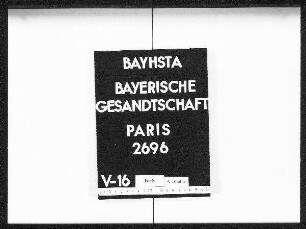 BAYHSTA
BAYERISCHE
GESANDTSCHAFT
PARIS
2696
V-16